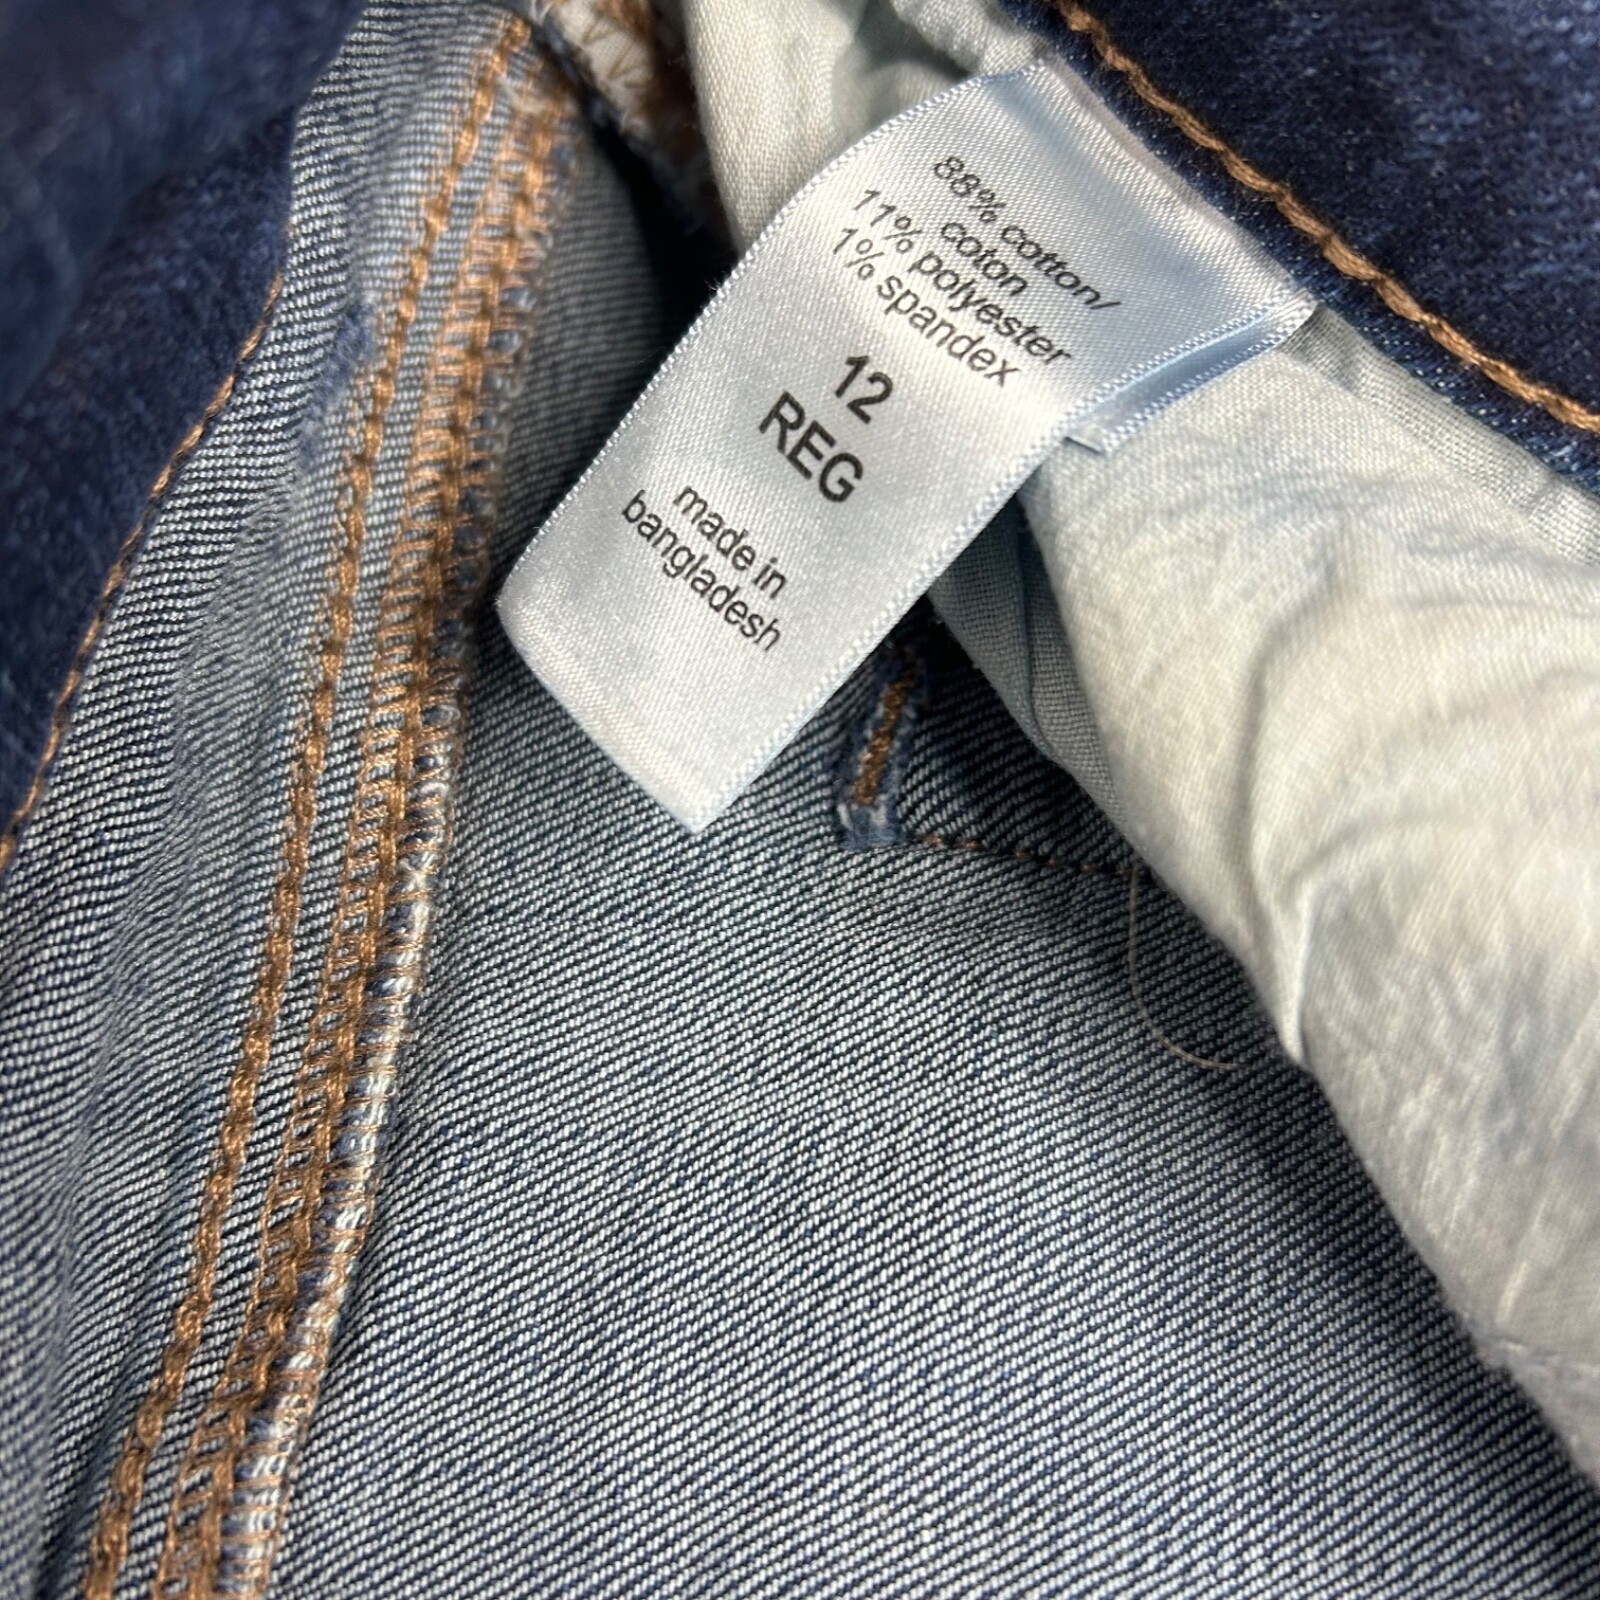 88% cotton/
coton
11% polyester
1% spandex
12
REG
made in
bangladesh